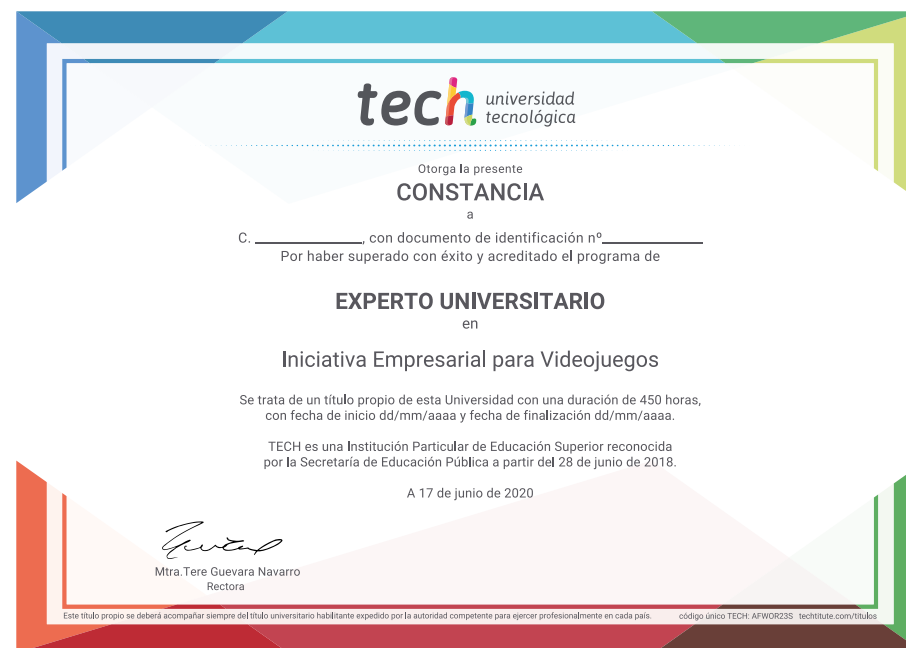 tech universidad
tecnológica
Otorga la presente
CONSTANCIA
a
C. ____________, con documento de identificación nº____________
Por haber superado con éxito y acreditado el programa de
EXPERTO UNIVERSITARIO
en
Iniciativa Empresarial para Videojuegos
Se trata de un título propio de esta Universidad con una duración de 450 horas,
con fecha de inicio dd/mm/aaaa y fecha de finalización dd/mm/aaaa.
TECH es una Institución Particular de Educación Superior reconocida
por la Secretaría de Educación Pública a partir del 28 de junio de 2018.
A 17 de junio de 2020
Mtra.Tere Guevara Navarro
Rectora
Este título propio se deberá acompañar siempre del título universitario habilitante expedido por la autoridad competente para ejercer profesionalmente en cada país. código único TECH: AFWOR23S techtitute.com/títulos